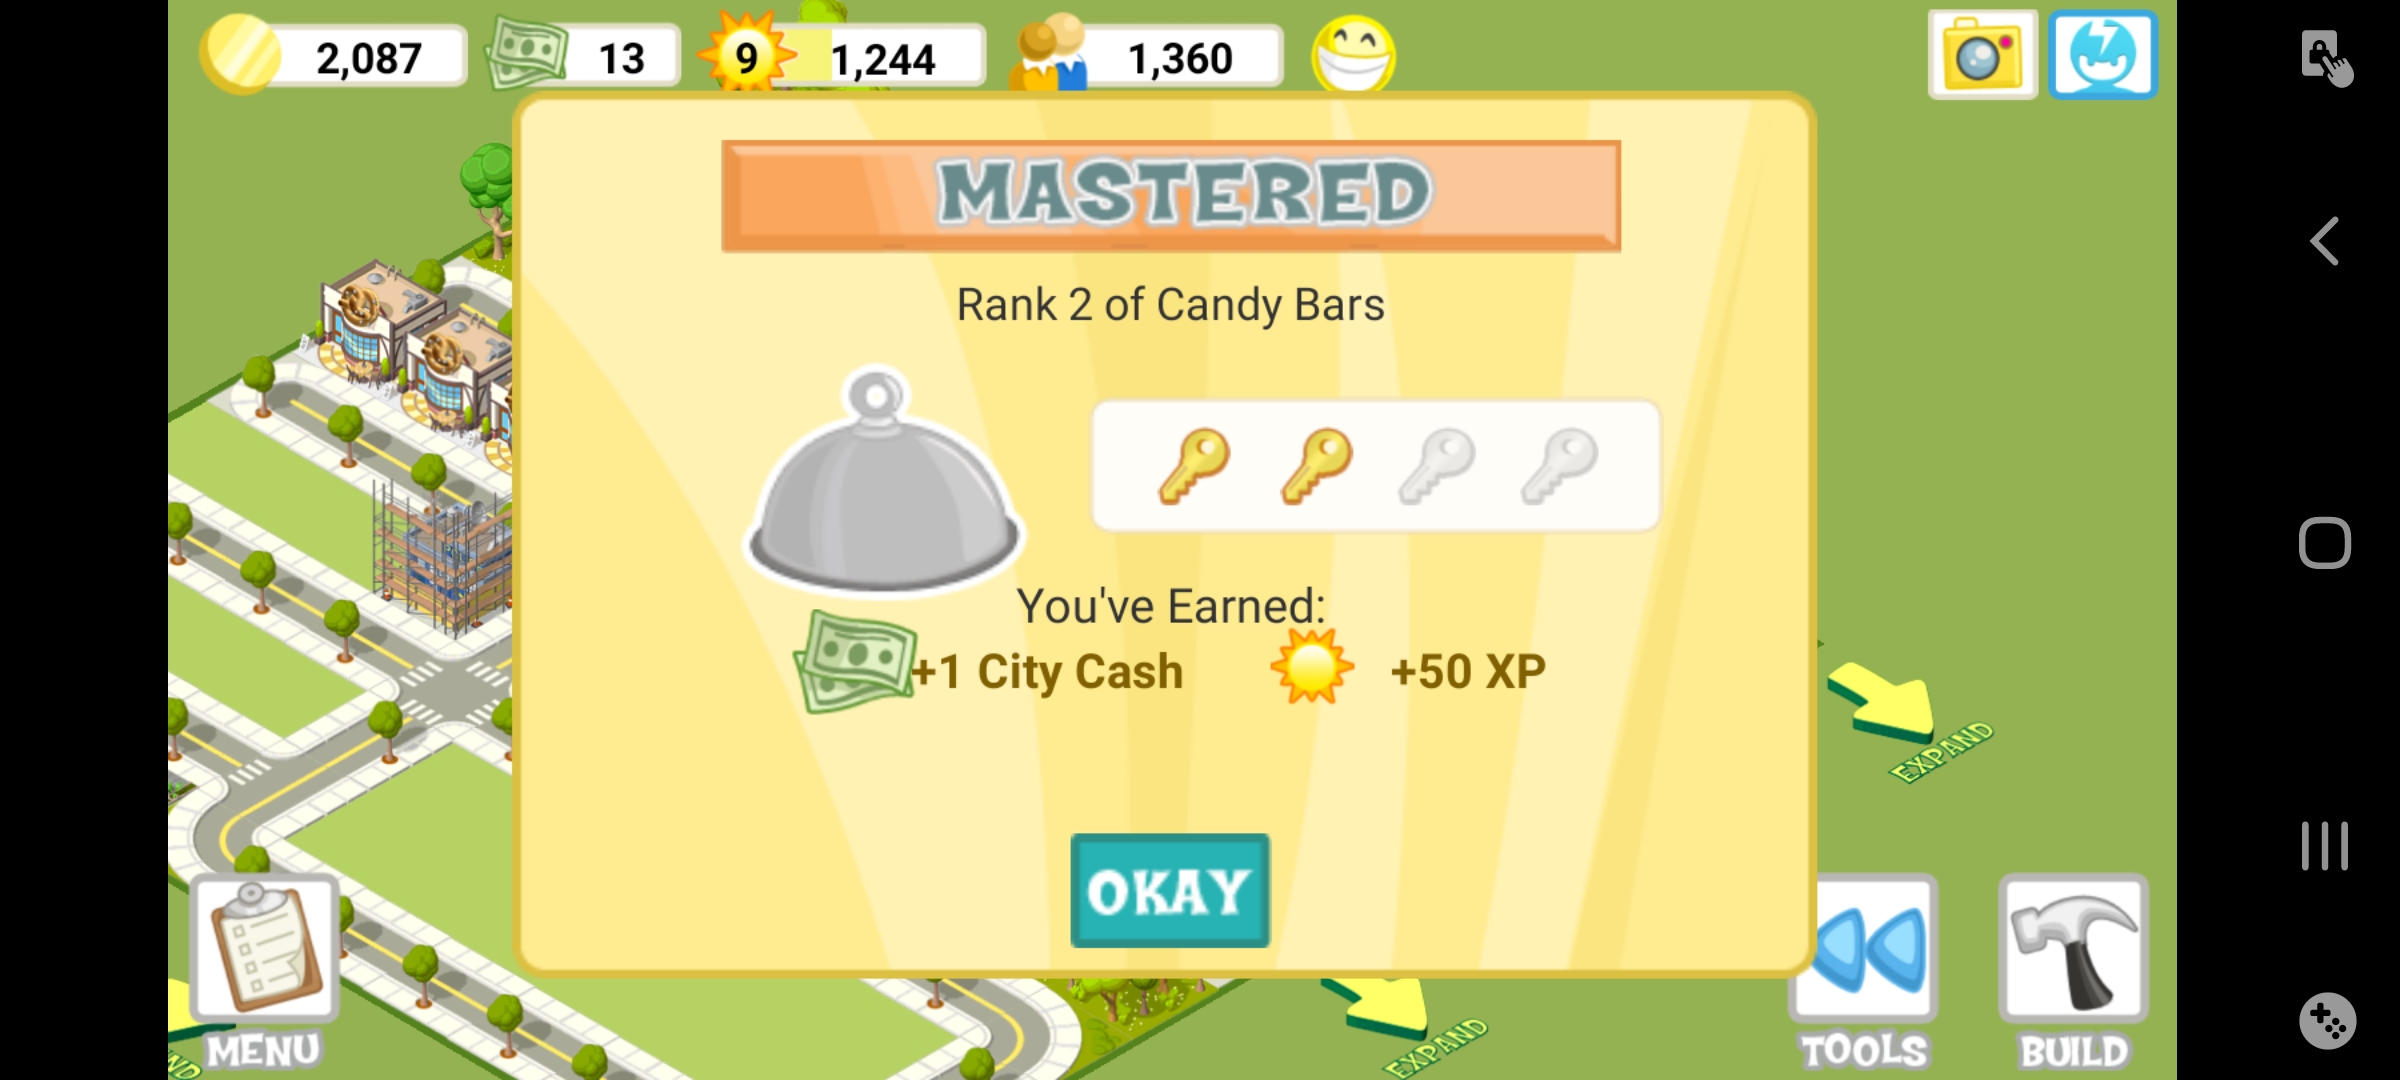 2,087
13
9
1,244
1,360
MASTERED
Rank 2 of Candy Bars
You've Earned:
+1 City Cash
+50 XP
OKAY
EXPAND
EXPAND
MENU
TOOLS
BUILD